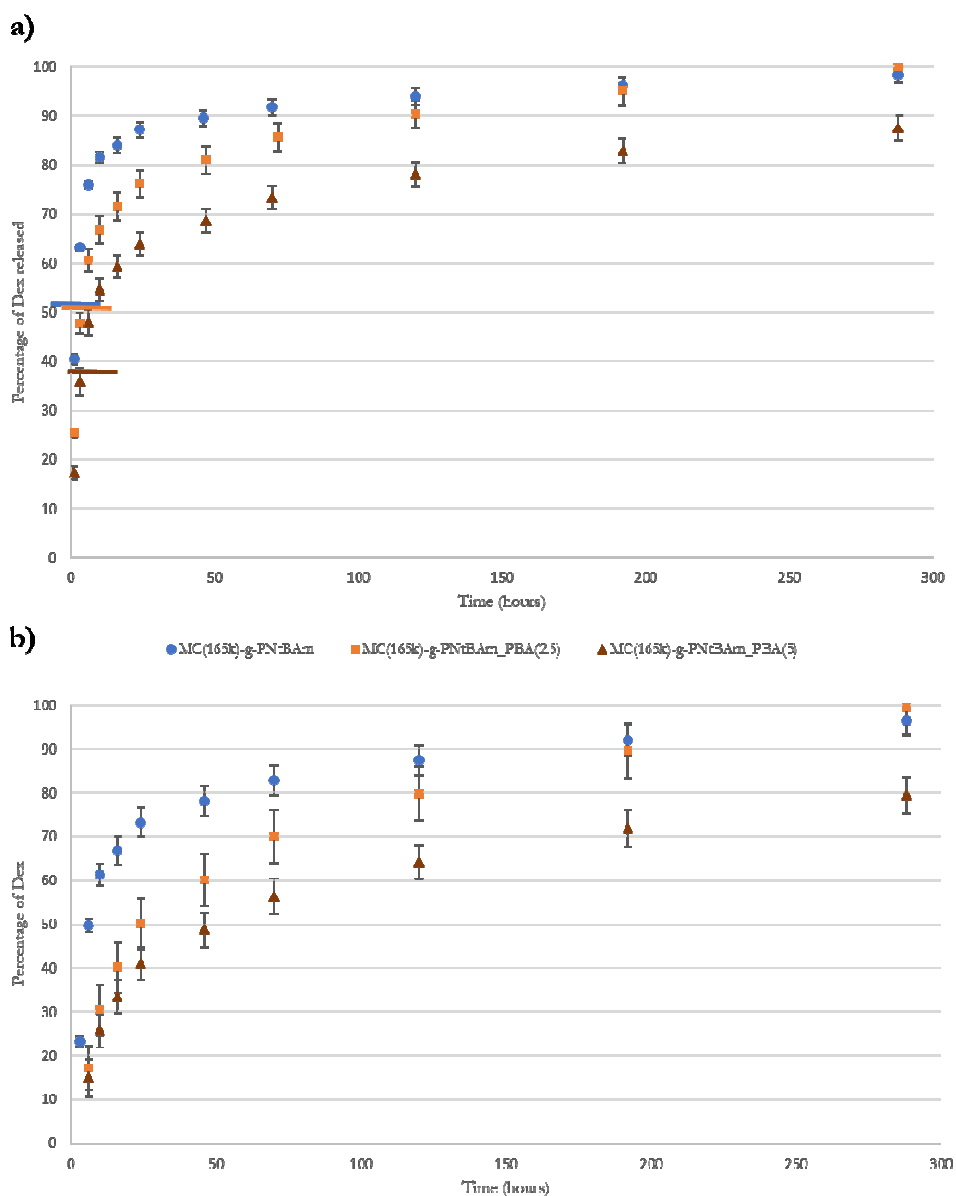 a)
100
90
80
70
60
50
40
30
20
10
0
Percentage of Dex released
0 50 100 150 200 250 300
Time (hours)
b)
MC(165k)-g-PNtBAm MC(165k)-g-PNtBAm_PBA(2.5) MC(165k)-g-PNtBAm_PBA(5)
100
90
80
70
60
50
40
30
20
10
0
Percentage of Dex
0 50 100 150 200 250 300
Time (hours)